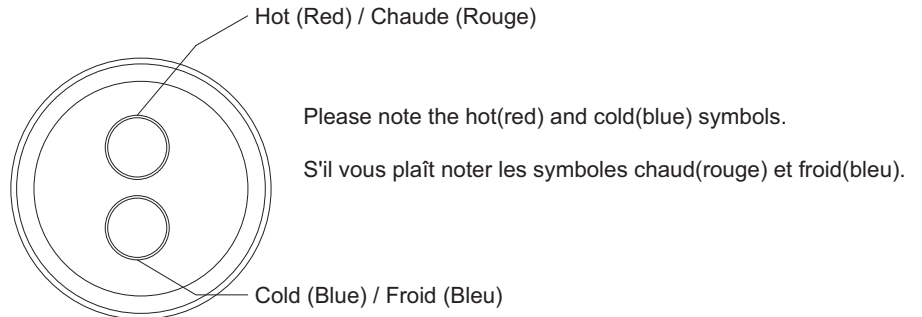 Hot (Red) / Chaude (Rouge)
Please note the hot(red) and cold(blue) symbols.
S'il vous plaît noter les symboles chaud(rouge) et froid(bleu).
Cold (Blue) / Froid (Bleu)